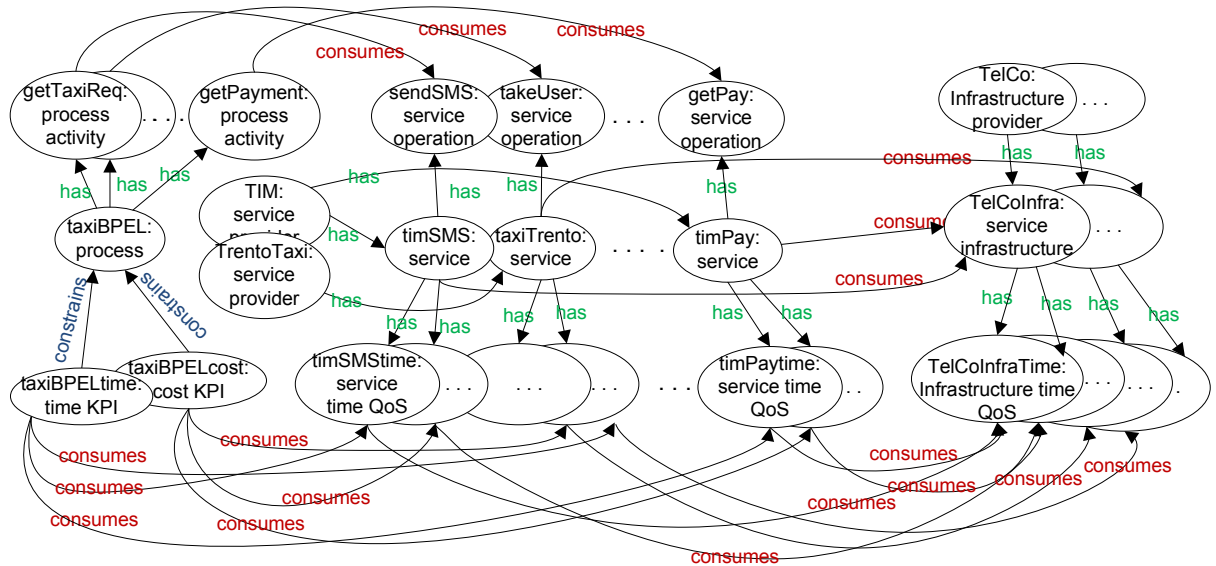 consumes
consumes
consumes
getTaxiReq:
process
activity
. . . .
getPayment:
process
activity
sendSMS:
service
operation
takeUser:
service
operation
. . .
getPay:
service
operation
TelCo:
Infrastructure
provider
. . .
has
has
has
has
has
has
has
consumes
has
has
taxiBPEL:
process
TIM:
service
provider
has
TrentoTaxi:
service
provider
has
timSMS:
service
taxiTrento:
service
. . . .
timPay:
service
consumes
consumes
TelCoInfra:
service
infrastructure
. . .
constrains
constrains
has
has
has
has
has
has
has
has
has
has
taxiBPELtime:
time KPI
taxiBPELcost:
cost KPI
timSMStime:
service
time QoS
. . .
. . .
. . .
. . .
timPaytime:
service time
QoS
. .
TelCoInfraTime:
Infrastructure time
QoS
. . .
. . .
.
consumes
consumes
consumes
consumes
consumes
consumes
consumes
consumes
consumes
consumes